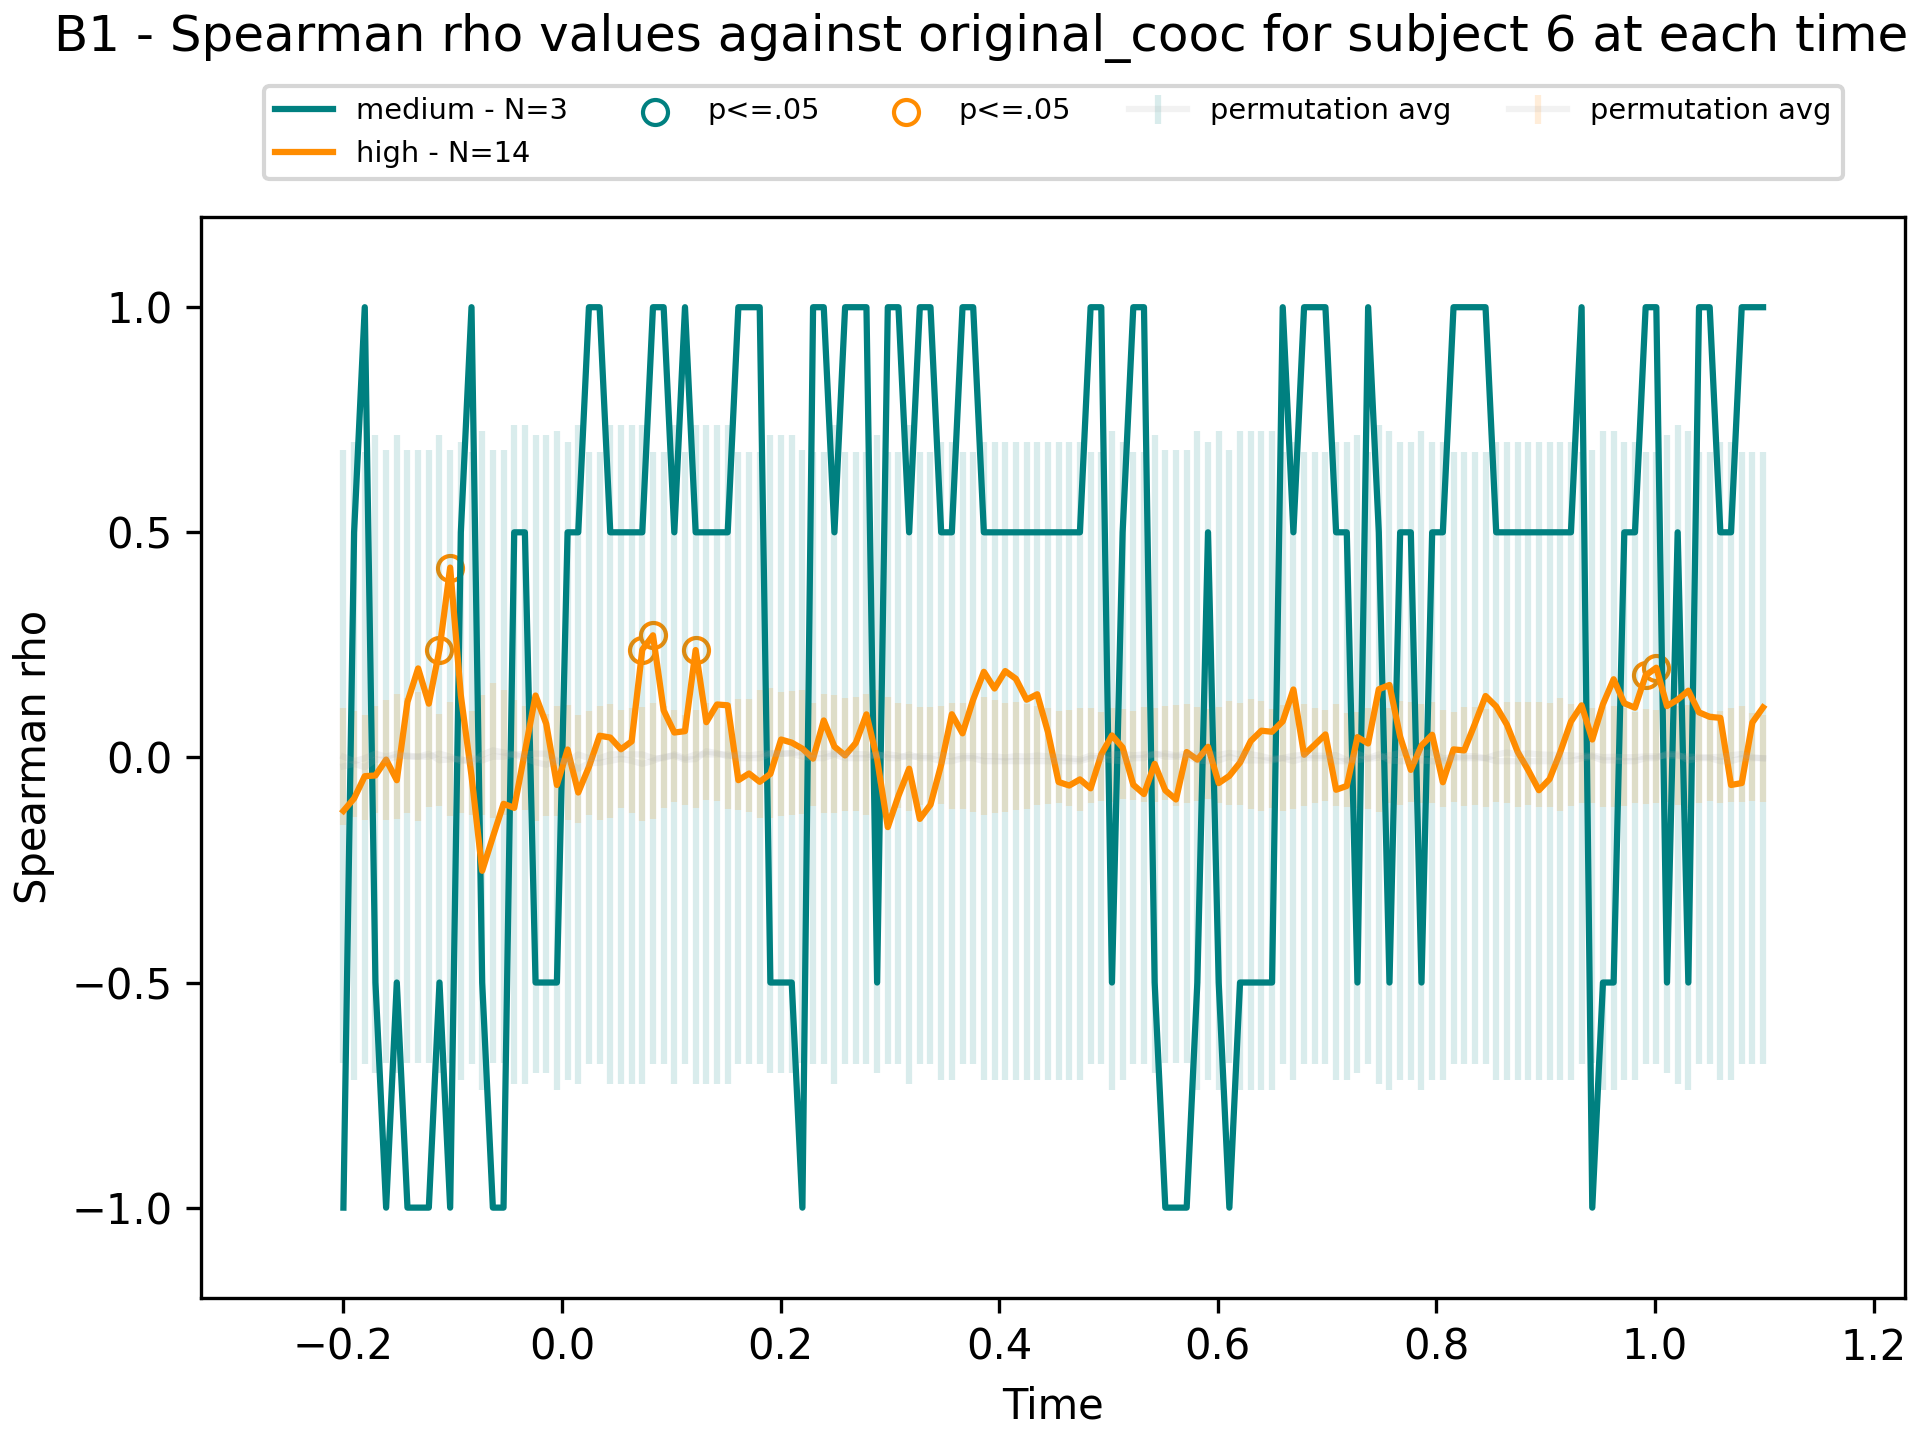 B1 - Spearman rho values against original_cooc for subject 6 at each time
medium - N=3
high - N=14
p<=.05
p<=.05
permutation avg
permutation avg
Spearman rho
1.0
0.5
0.0
−0.5
−1.0
−0.2 0.0 0.2 0.4 0.6 0.8 1.0 1.2
Time